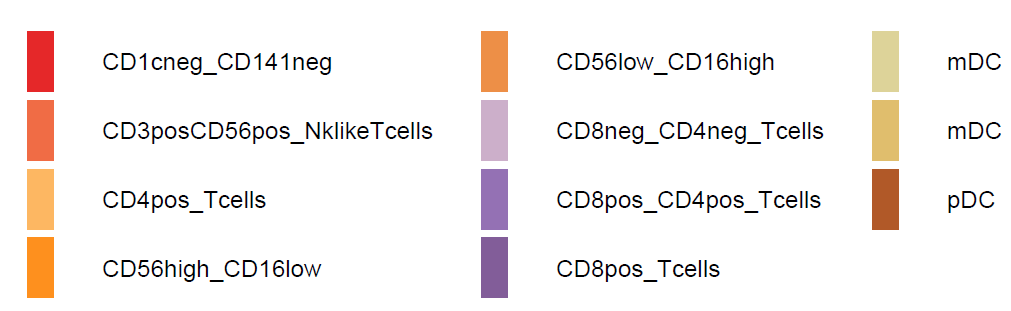 CD1cneg_CD141neg
CD3posCD56pos_NklikeTcells
CD4pos_Tcells
CD56high_CD16low
CD56low_CD16high
CD8neg_CD4neg_Tcells
CD8pos_CD4pos_Tcells
CD8pos_Tcells
mDC
mDC
pDC